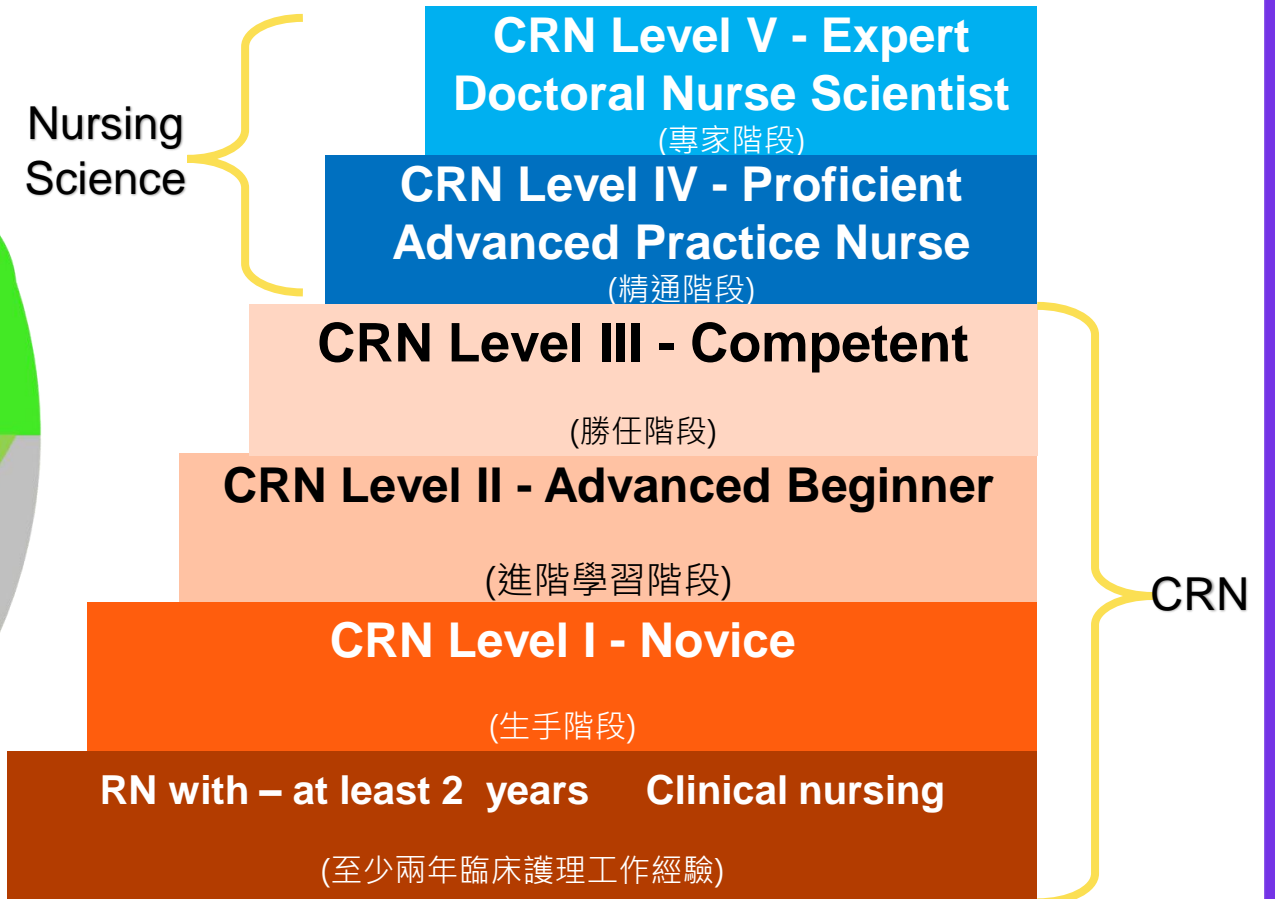 CRN Level V - Expert
Doctoral Nurse Scientist
(專家階段)
Nursing
Science
CRN Level IV - Proficient
Advanced Practice Nurse
(精通階段)
CRN Level III - Competent
(勝任階段)
CRN Level II - Advanced Beginner
(進階學習階段)
CRN
CRN Level I - Novice
(生手階段)
RN with – at least 2 years Clinical nursing
(至少兩年臨床護理工作經驗)